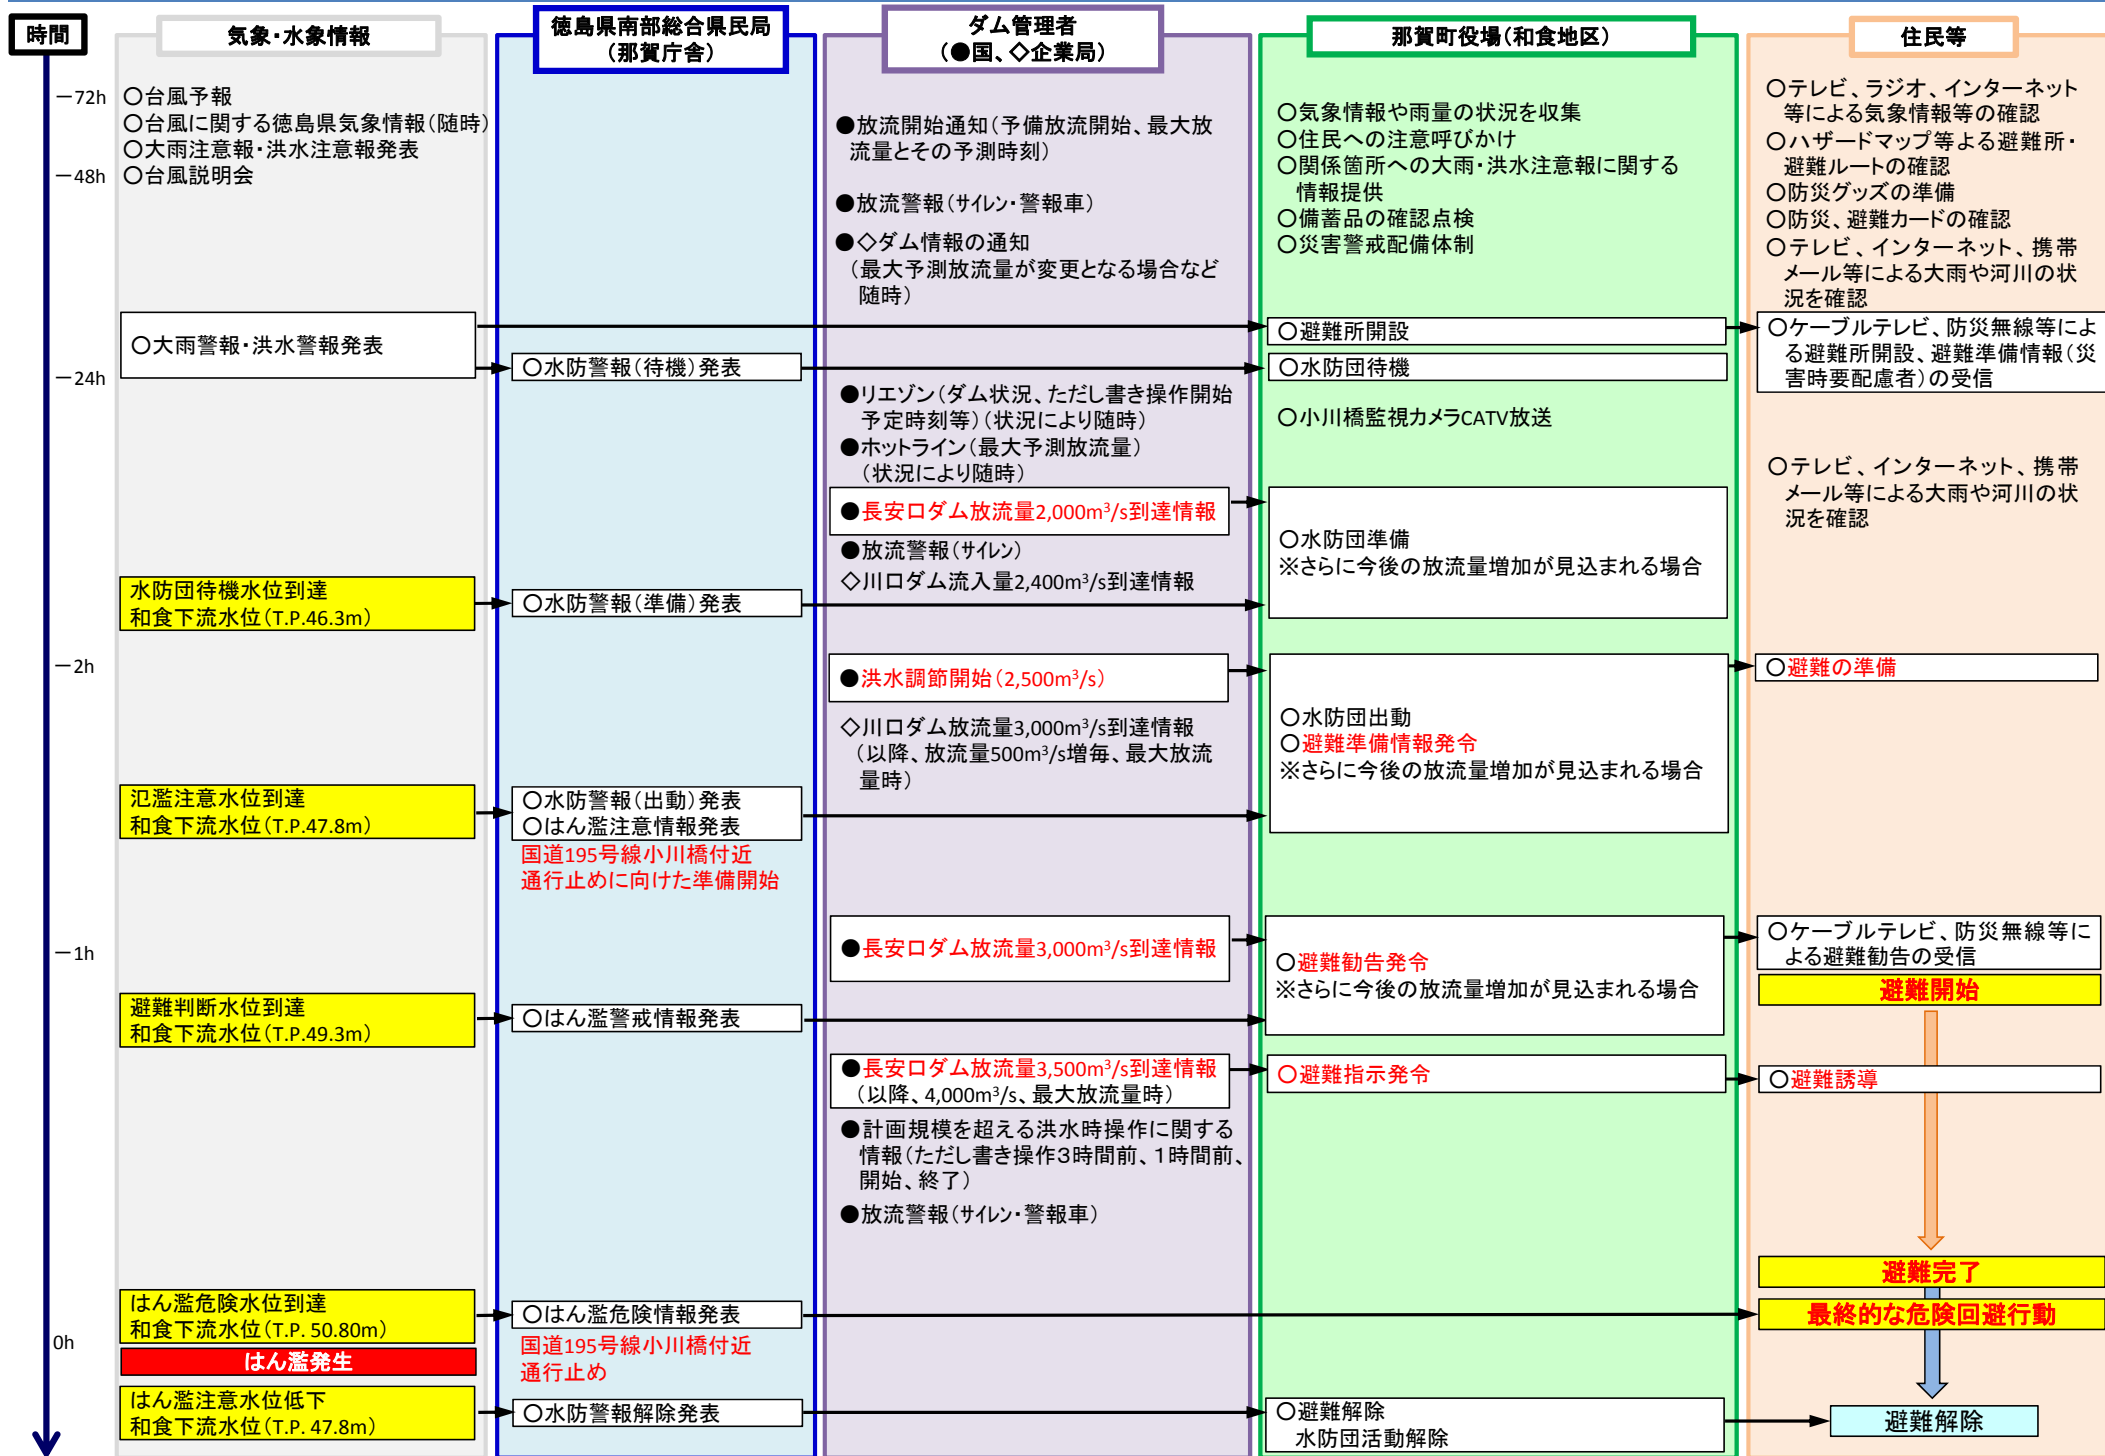 時間
気象・水象情報
徳島県南部総合県民局
（那賀庁舎）
ダム管理者
（●国、◇企業局）
那賀町役場（和食地区）
住民等
－72h
－48h
－24h
－2h
－1h
0h
○台風予報
○台風に関する徳島県気象情報（随時）
○大雨注意報・洪水注意報発表
○台風説明会
○大雨警報・洪水警報発表
水防団待機水位到達
和食下流水位（T.P.46.3m）
氾濫注意水位到達
和食下流水位（T.P.47.8m）
避難判断水位到達
和食下流水位（T.P.49.3m）
はん濫危険水位到達
和食下流水位（T.P. 50.80m）
はん濫発生
はん濫注意水位低下
和食下流水位（T.P. 47.8m）
○水防警報（待機）発表
○水防警報（準備）発表
○水防警報（出動）発表
○はん濫注意情報発表
国道195号線小川橋付近
通行止めに向けた準備開始
○はん濫警戒情報発表
○はん濫危険情報発表
国道195号線小川橋付近
通行止め
○水防警報解除発表
●放流開始通知（予備放流開始、最大放
流量とその予測時刻）
●放流警報（サイレン・警報車）
●◇ダム情報の通知
（最大予測放流量が変更となる場合など
随時）
●リエゾン（ダム状況、ただし書き操作開始
予定時刻等）（状況により随時）
●ホットライン（最大予測放流量）
（状況により随時）
●長安口ダム放流量2,000m³/s到達情報
●放流警報（サイレン）
◇川口ダム流入量2,400m³/s到達情報
●洪水調節開始（2,500m³/s）
◇川口ダム放流量3,000m³/s到達情報
（以降、放流量500m³/s増毎、最大放流
量時）
●長安口ダム放流量3,000m³/s到達情報
●長安口ダム放流量3,500m³/s到達情報
（以降、4,000m³/s、最大放流量時）
●計画規模を超える洪水時操作に関する
情報（ただし書き操作３時間前、１時間前、
開始、終了）
●放流警報（サイレン・警報車）
○気象情報や雨量の状況を収集
○住民への注意呼びかけ
○関係箇所への大雨・洪水注意報に関する
情報提供
○備蓄品の確認点検
○災害警戒配備体制
○避難所開設
○水防団待機
○小川橋監視カメラCATV放送
○水防団準備
※さらに今後の放流量増加が見込まれる場合
○水防団出動
○避難準備情報発令
※さらに今後の放流量増加が見込まれる場合
○避難勧告発令
※さらに今後の放流量増加が見込まれる場合
○避難指示発令
○避難解除
水防団活動解除
○テレビ、ラジオ、インターネット
等による気象情報等の確認
○ハザードマップ等よる避難所・
避難ルートの確認
○防災グッズの準備
○防災、避難カードの確認
○テレビ、インターネット、携帯
メール等による大雨や河川の状
況を確認
○ケーブルテレビ、防災無線等によ
る避難所開設、避難準備情報（災
害時要配慮者）の受信
○テレビ、インターネット、携帯
メール等による大雨や河川の状
況を確認
○避難の準備
○ケーブルテレビ、防災無線等に
よる避難勧告の受信
避難開始
○避難誘導
避難完了
最終的な危険回避行動
避難解除